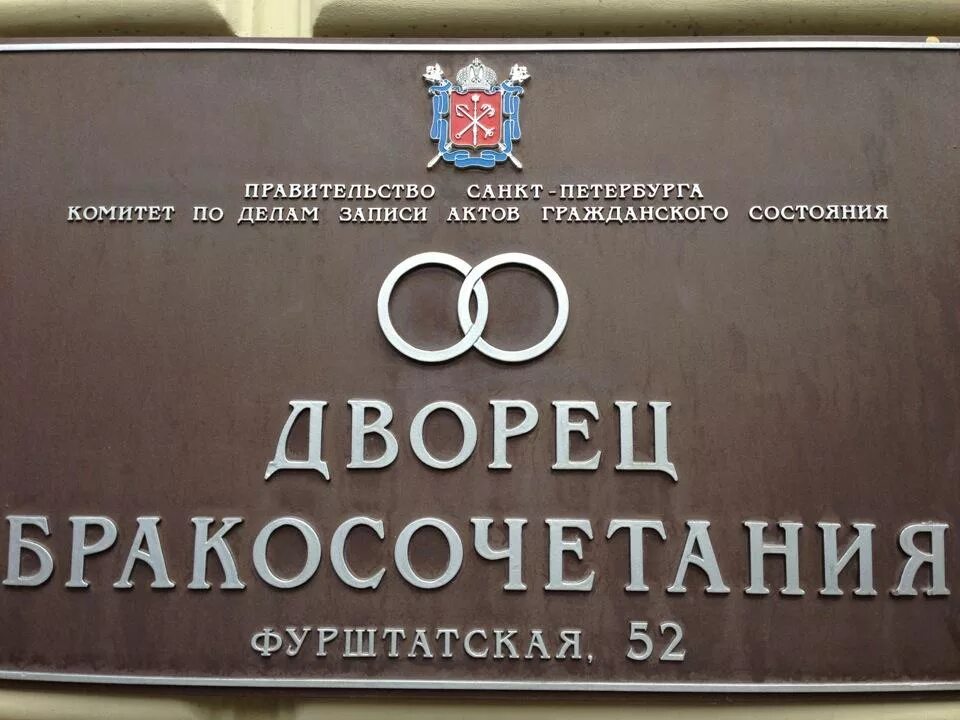 ПРАВИТЕЛЬСТВО САНКТ-ПЕТЕРБУРГА
КОМИТЕТ ПО ДЕЛАМ ЗАПИСИ АКТОВ ГРАЖДАНСКОГО СОСТОЯНИЯ
ДВОРЕЦ
БРАКОСОЧЕТАНИЯ
ФУРШТАТСКАЯ, 52